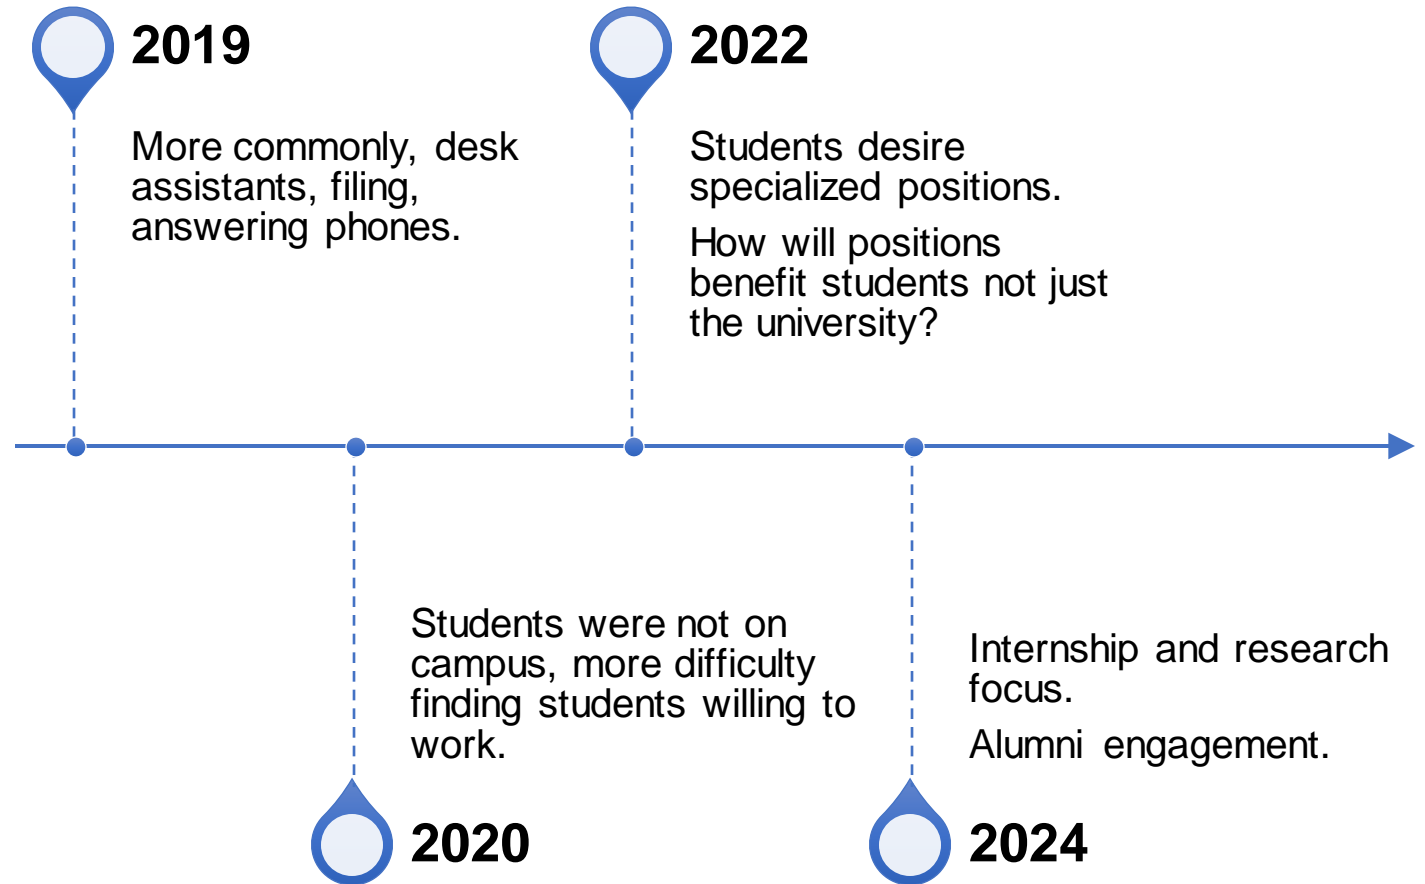 2019
More commonly, desk
assistants, filing,
answering phones.
2020
Students were not on
campus, more difficulty
finding students willing to
work.
2022
Students desire
specialized positions.
How will positions
benefit students not just
the university?
2024
Internship and research
focus.
Alumni engagement.